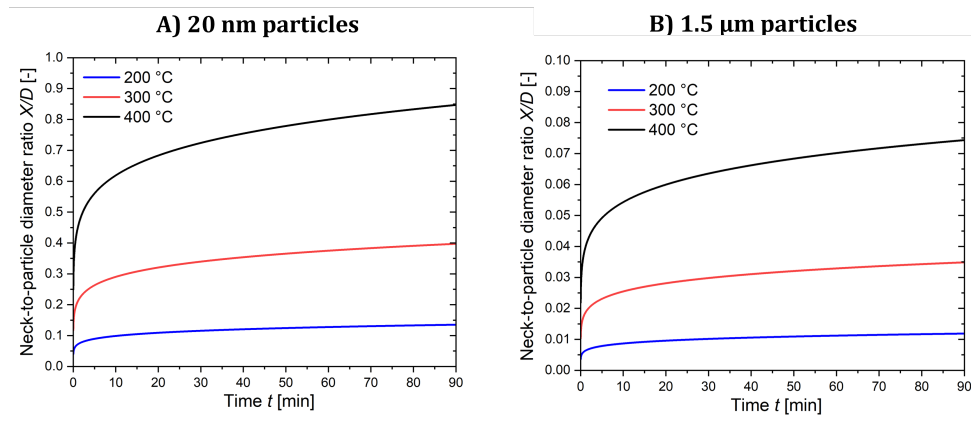 A) 20 nm particles
Neck-to-particle diameter ratio X/D [-]
1.0
0.9
0.8
0.7
0.6
0.5
0.4
0.3
0.2
0.1
0.0
200 °C
300 °C
400 °C
0 10 20 30 40 50 60 70 80 90
Time t [min]
B) 1.5 µm particles
Neck-to-particle diameter ratio X/D [-]
0.10
0.09
0.08
0.07
0.06
0.05
0.04
0.03
0.02
0.01
0.00
200 °C
300 °C
400 °C
0 10 20 30 40 50 60 70 80 90
Time t [min]